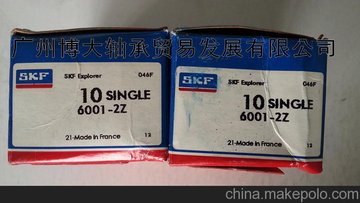 广州博大轴承贸易发展有限公司
SKF
SKF Explorer
046F
10 SINGLE
6001-2Z
21-Made in France
12
SKF
SKF Explorer
046F
10 SINGLE
6001-2Z
21-Made in France
12
china.makepolo.com